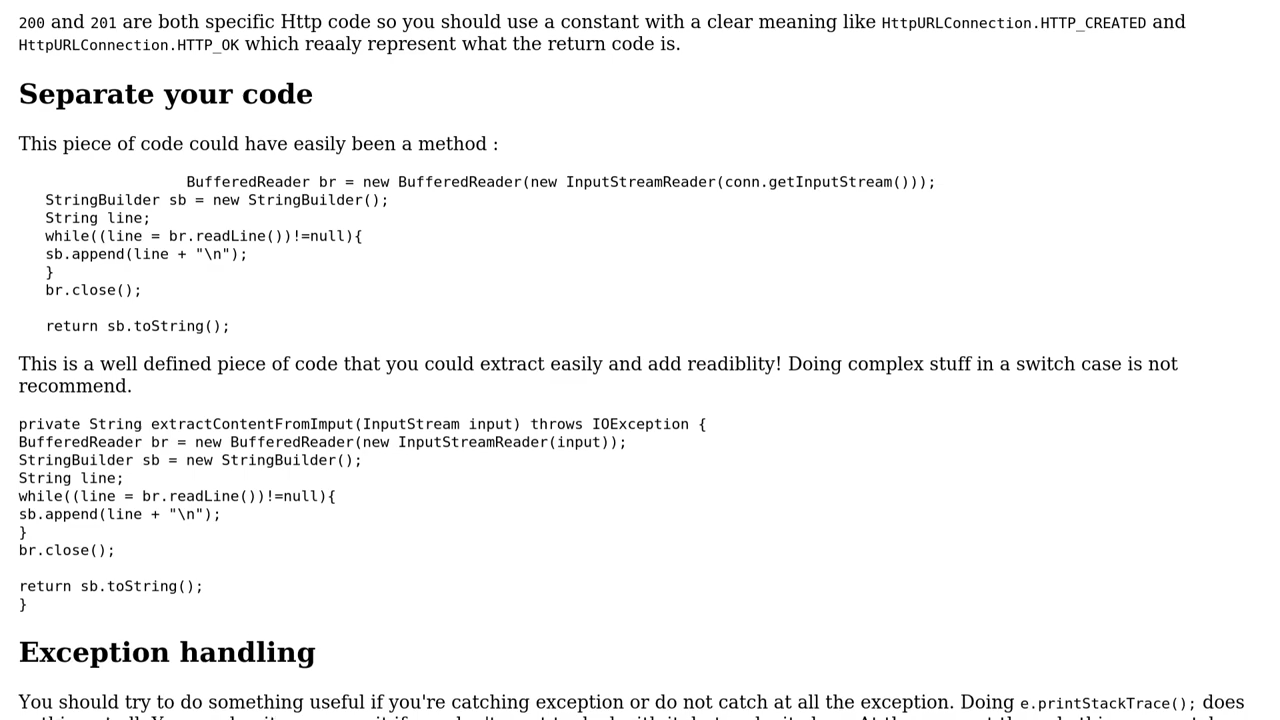 200 and 201 are both specific Http code so you should use a constant with a clear meaning like HttpURLConnection.HTTP_CREATED and
HttpURLConnection.HTTP_OK which reaaly represent what the return code is.
Separate your code
This piece of code could have easily been a method :
BufferedReader br = new BufferedReader(new InputStreamReader(conn.getInputStream()));
StringBuilder sb = new StringBuilder();
String line;
while((line = br.readLine())!=null){
sb.append(line + "\n");
}
br.close();
return sb.toString();
This is a well defined piece of code that you could extract easily and add readiblity! Doing complex stuff in a switch case is not
recommend.
private String extractContentFromImput(InputStream input) throws IOException {
BufferedReader br = new BufferedReader(new InputStreamReader(input));
StringBuilder sb = new StringBuilder();
String line;
while((line = br.readLine())!=null){
sb.append(line + "\n");
}
br.close();
return sb.toString();
}
Exception handling
You should try to do something useful if you're catching exception or do not catch at all the exception. Doing e.printStackTrace(); does